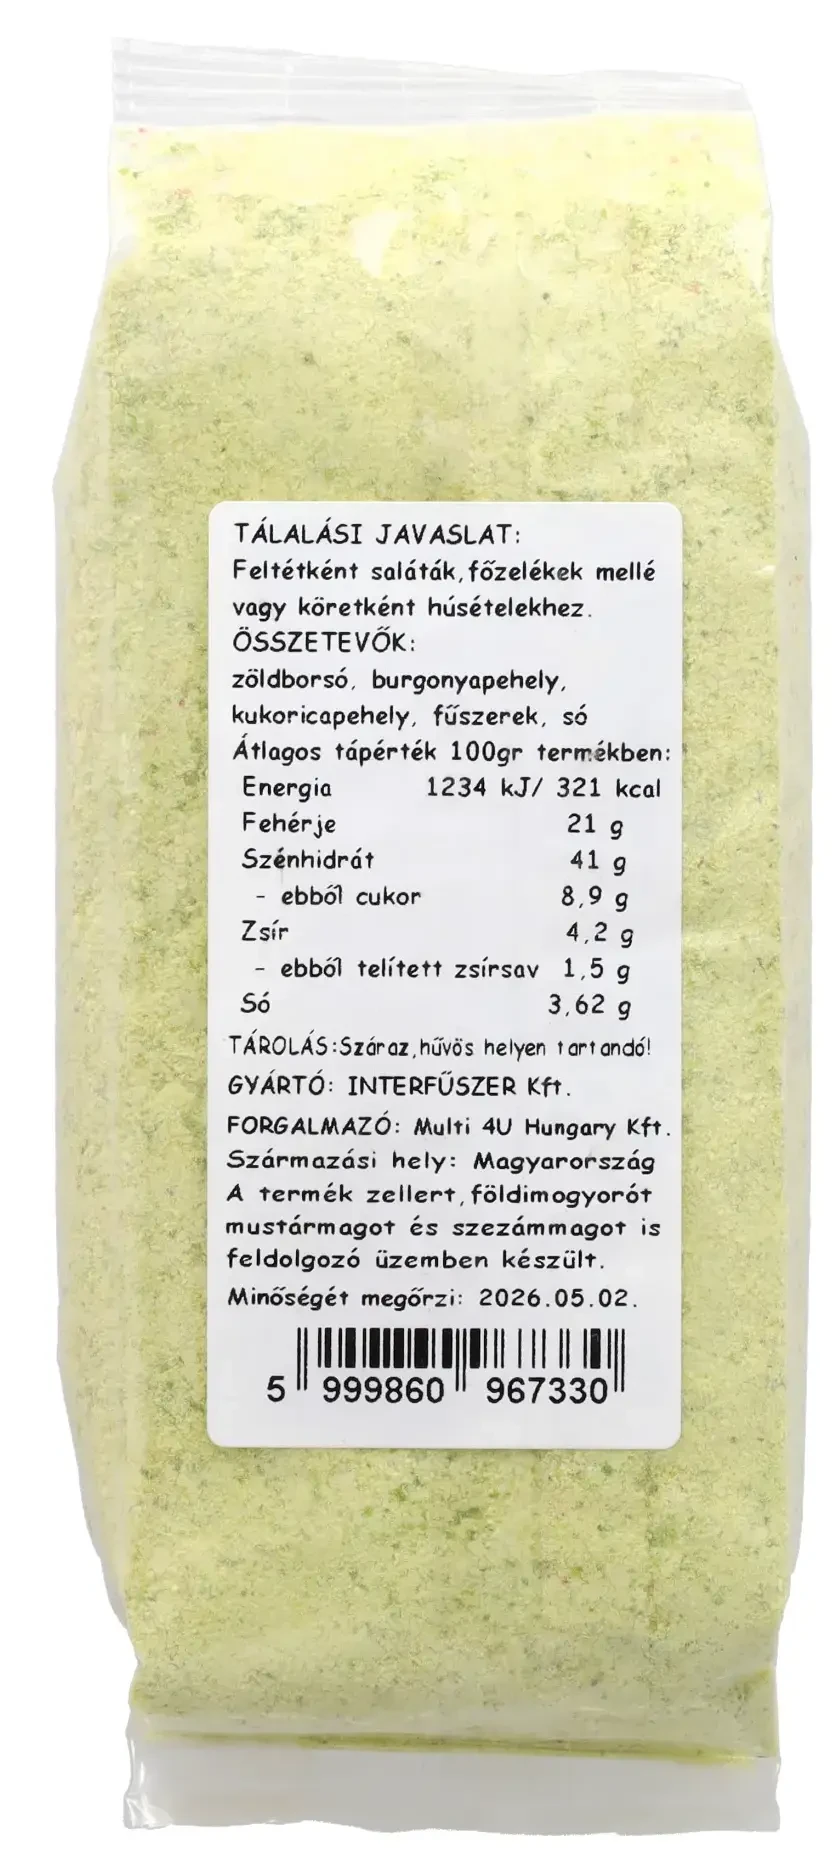 TÁLALÁSI JAVASLAT:
Feltétként saláták, főzelékek mellé
vagy köretként húsételekhez.
ÖSSZETEVŐK:
zöldborsó, burgonyapehely,
kukoricapehely, fűszerek, só
Átlagos tápérték 100gr termékben:
Energia 1234 kJ/ 321 kcal
Fehérje 21 g
Szénhidrát 41 g
- ebből cukor 8,9 g
Zsír 4,2 g
- ebből telített zsírsav 1,5 g
Só 3,62 g
TÁROLÁS:Száraz,hűvös helyen tartandó!
GYÁRTÓ: INTERFŰSZER Kft.
FORGALMAZÓ: Multi 4U Hungary Kft.
Származási hely: Magyarország
A termék zellert, földimogyorót
mustármagot és szezámmagot is
feldolgozó üzemben készült.
Minőségét megőrzi: 2026.05.02.
5 999860 967330